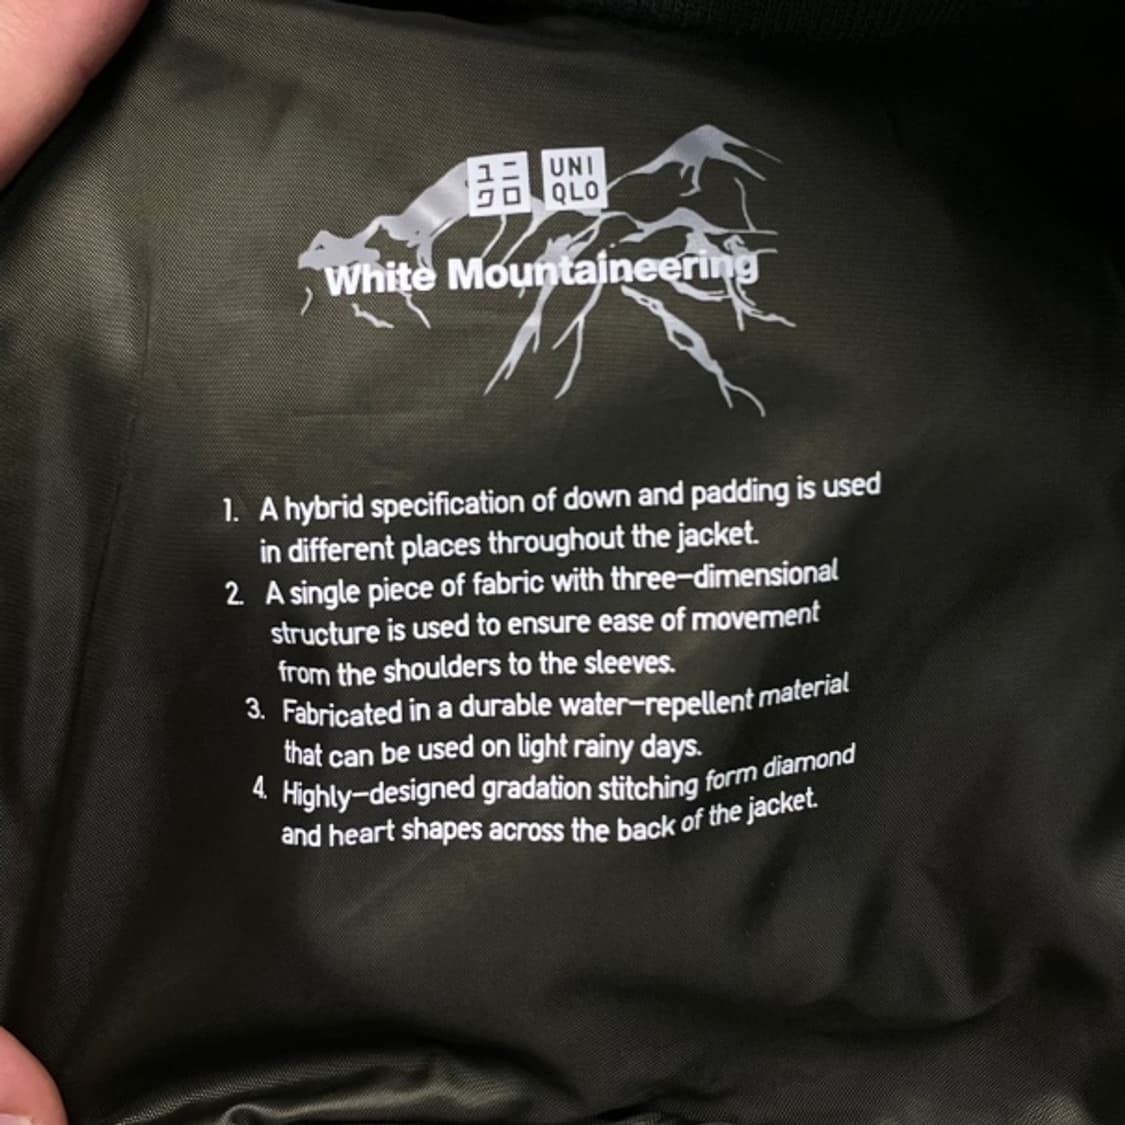 ユニ UNI
クロ QLO
White Mountaineering
1. A hybrid specification of down and padding is used
in different places throughout the jacket.
2. A single piece of fabric with three-dimensional
structure is used to ensure ease of movement
from the shoulders to the sleeves.
3. Fabricated in a durable water-repellent material
that can be used on light rainy days.
4. Highly-designed gradation stitching form diamond
and heart shapes across the back of the jacket.